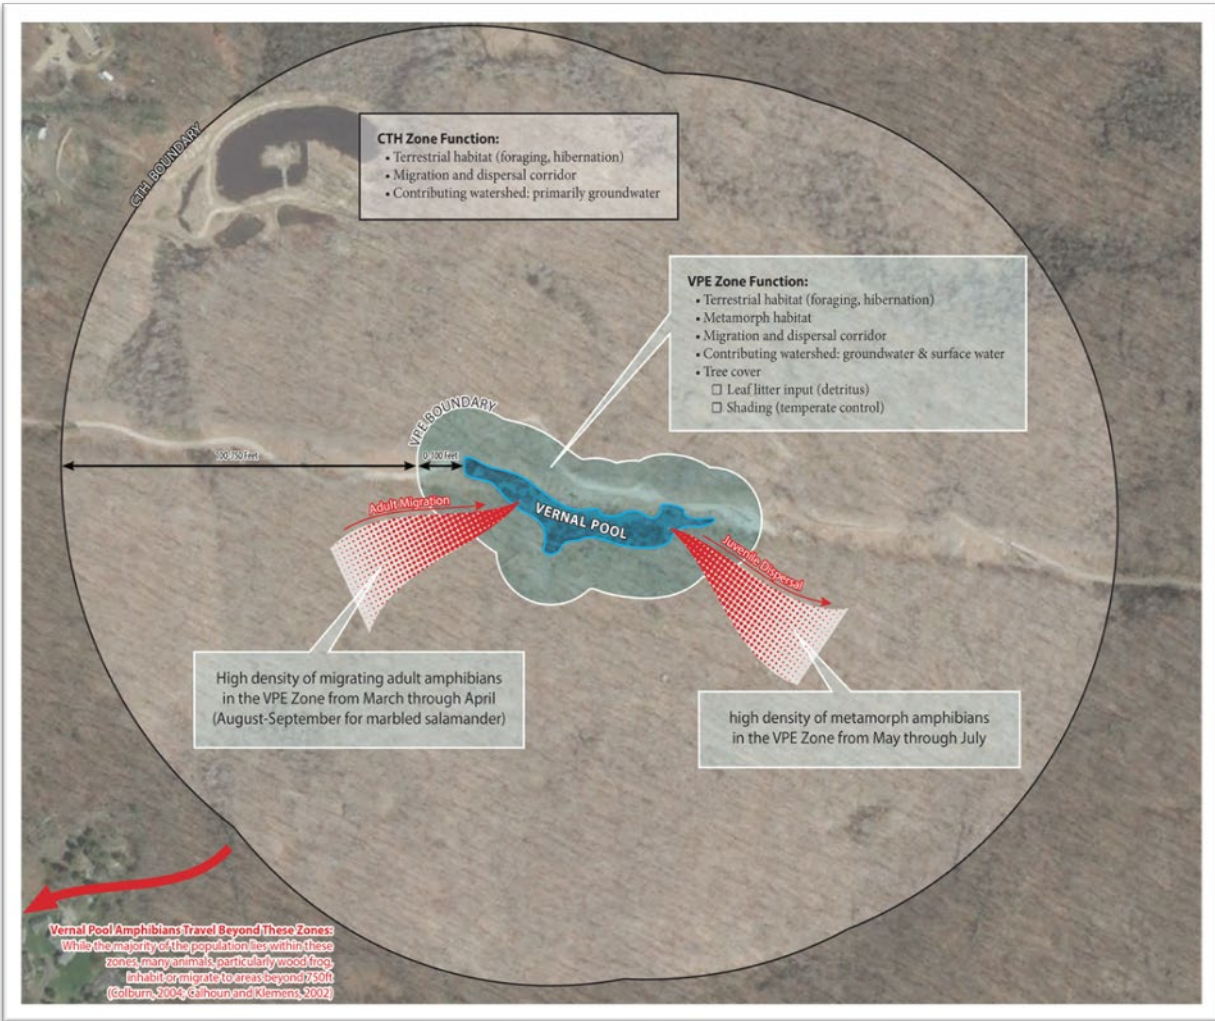 CTH BOUNDARY
CTH Zone Function:
• Terrestrial habitat (foraging, hibernation)
• Migration and dispersal corridor
• Contributing watershed: primarily groundwater
VPE Zone Function:
• Terrestrial habitat (foraging, hibernation)
• Metamorph habitat
• Migration and dispersal corridor
• Contributing watershed: groundwater & surface water
• Tree cover
☐ Leaf litter input (detritus)
☐ Shading (temperate control)
VPE BOUNDARY
100-750 Feet
0-100 Feet
Adult Migration
VERNAL POOL
Juvenile Dispersal
High density of migrating adult amphibians
in the VPE Zone from March through April
(August-September for marbled salamander)
high density of metamorph amphibians
in the VPE Zone from May through July
Vernal Pool Amphibians Travel Beyond These Zones:
While the majority of the population lies within these
zones, many animals, particularly wood frog,
inhabit or migrate to areas beyond 750ft
(Colburn, 2004; Calhoun and Klemens, 2002)